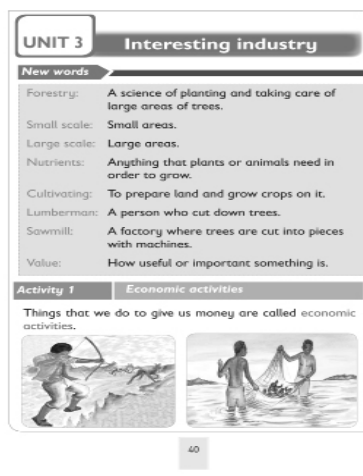 UNIT 3
Interesting industry
New words
Forestry: A science of planting and taking care of
large areas of trees.
Small scale: Small areas.
Large scale: Large areas.
Nutrients: Anything that plants or animals need in
order to grow.
Cultivating: To prepare land and grow crops on it.
Lumberman: A person who cut down trees.
Sawmill: A factory where trees are cut into pieces
with machines.
Value: How useful or important something is.
Activity 1 Economic activities
Things that we do to give us money are called economic
activities.
40